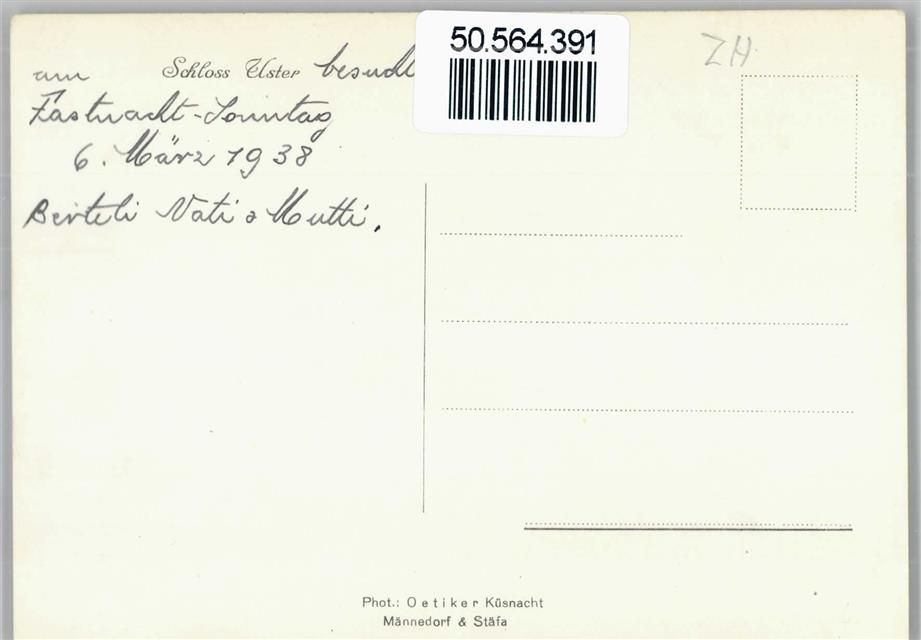 am Schloss Uster besucht
Fastnacht-Sonntag
6. März 1938
Berteli Vati & Mutti.
50.564.391
ZH
Phot.: Oetiker Küsnacht
Männedorf & Stäfa